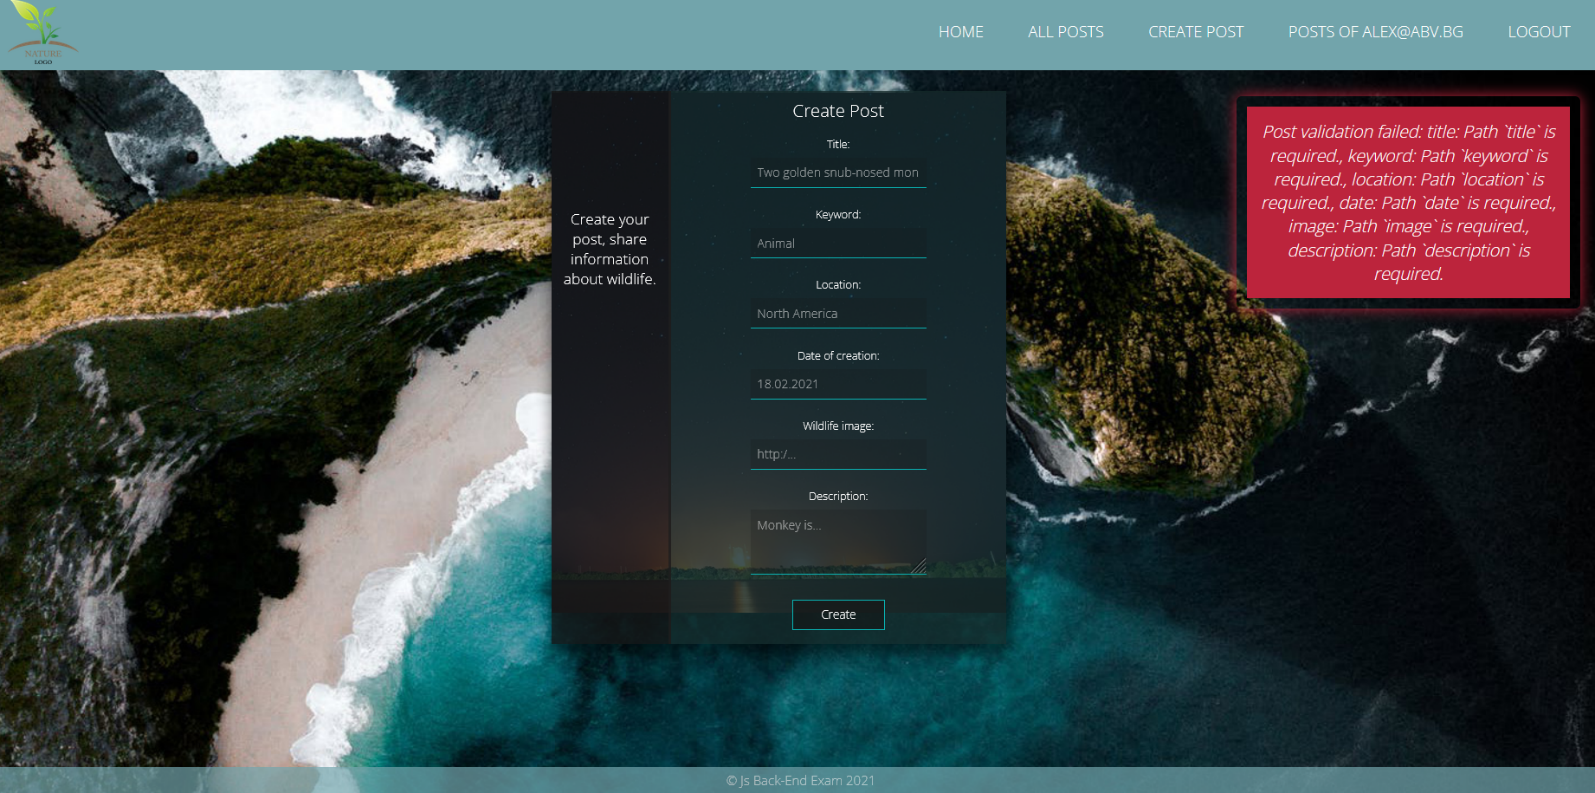 NATURE
LOGO
HOME
ALL POSTS
CREATE POST
POSTS OF ALEX@ABV.BG
LOGOUT
Create your
post, share
information
about wildlife.
Create Post
Title:
Two golden snub-nosed mon
Keyword:
Animal
Location:
North America
Date of creation:
18.02.2021
Wildlife image:
http:/...
Description:
Monkey is...
Create
Post validation failed: title: Path `title` is
required., keyword: Path `keyword` is
required., location: Path `location` is
required., date: Path `date` is required.,
image: Path `image` is required.,
description: Path `description` is
required.
© Js Back-End Exam 2021